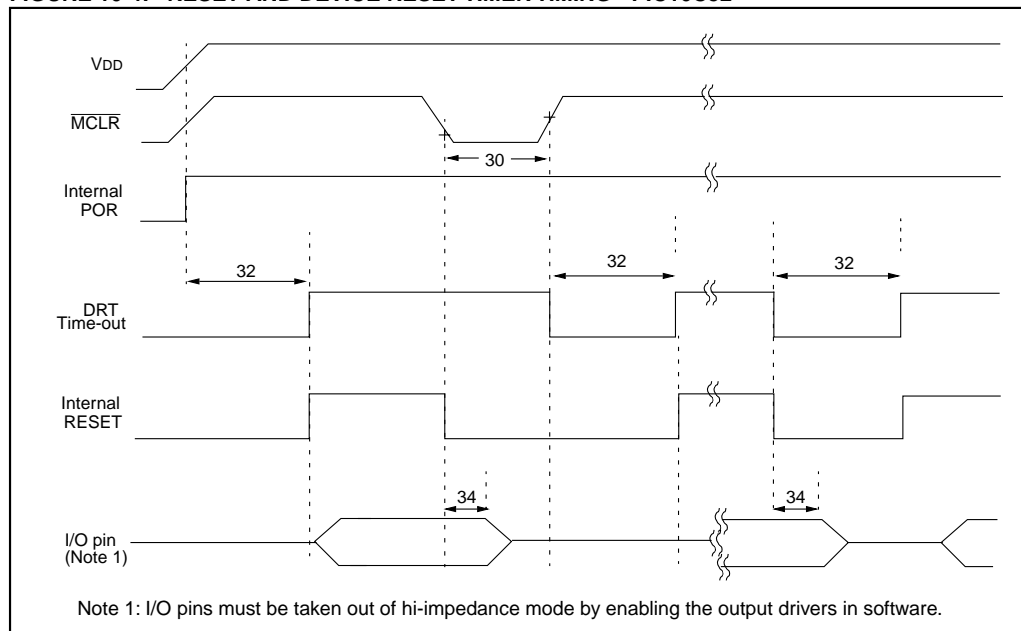 VDD
MCLR
30
Internal
POR
32
32
32
DRT
Time-out
Internal
RESET
34
34
I/O pin
(Note 1)
Note 1: I/O pins must be taken out of hi-impedance mode by enabling the output drivers in software.